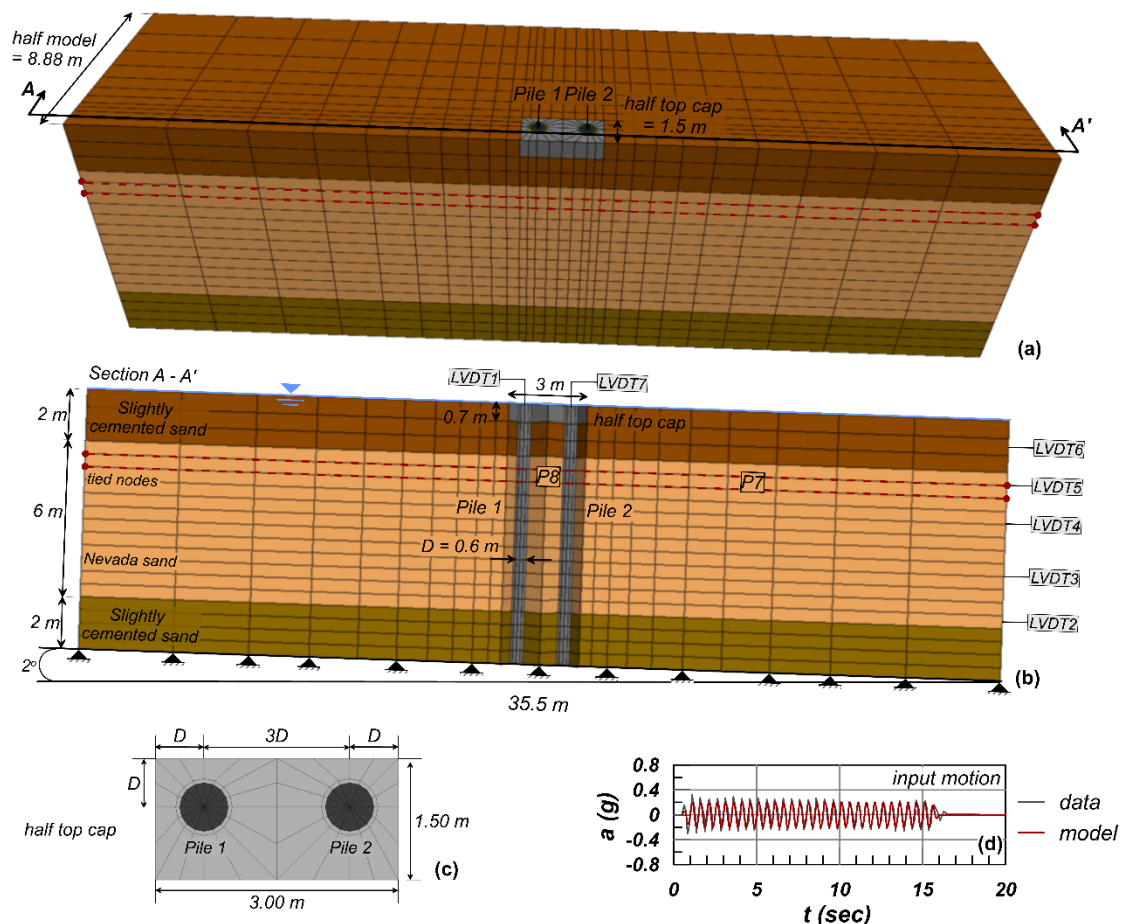 half model
= 8.88 m
A
Pile 1 Pile 2
half top cap
= 1.5 m
A'
(a)
Section A - A'
LVDT1
3 m
LVDT7
2 m
Slightly
cemented sand
0.7 m
half top cap
LVDT6
tied nodes
P8
P7
LVDT5
6 m
Pile 1
Pile 2
LVDT4
D = 0.6 m
Nevada sand
LVDT3
2 m
Slightly
cemented sand
LVDT2
2°
(b)
35.5 m
D
3D
D
D
half top cap
Pile 1
Pile 2
1.50 m
(c)
3.00 m
0.8
0.4
0
-0.4
-0.8
a (g)
input motion
data
model
(d)
0 5 10 15 20
t (sec)